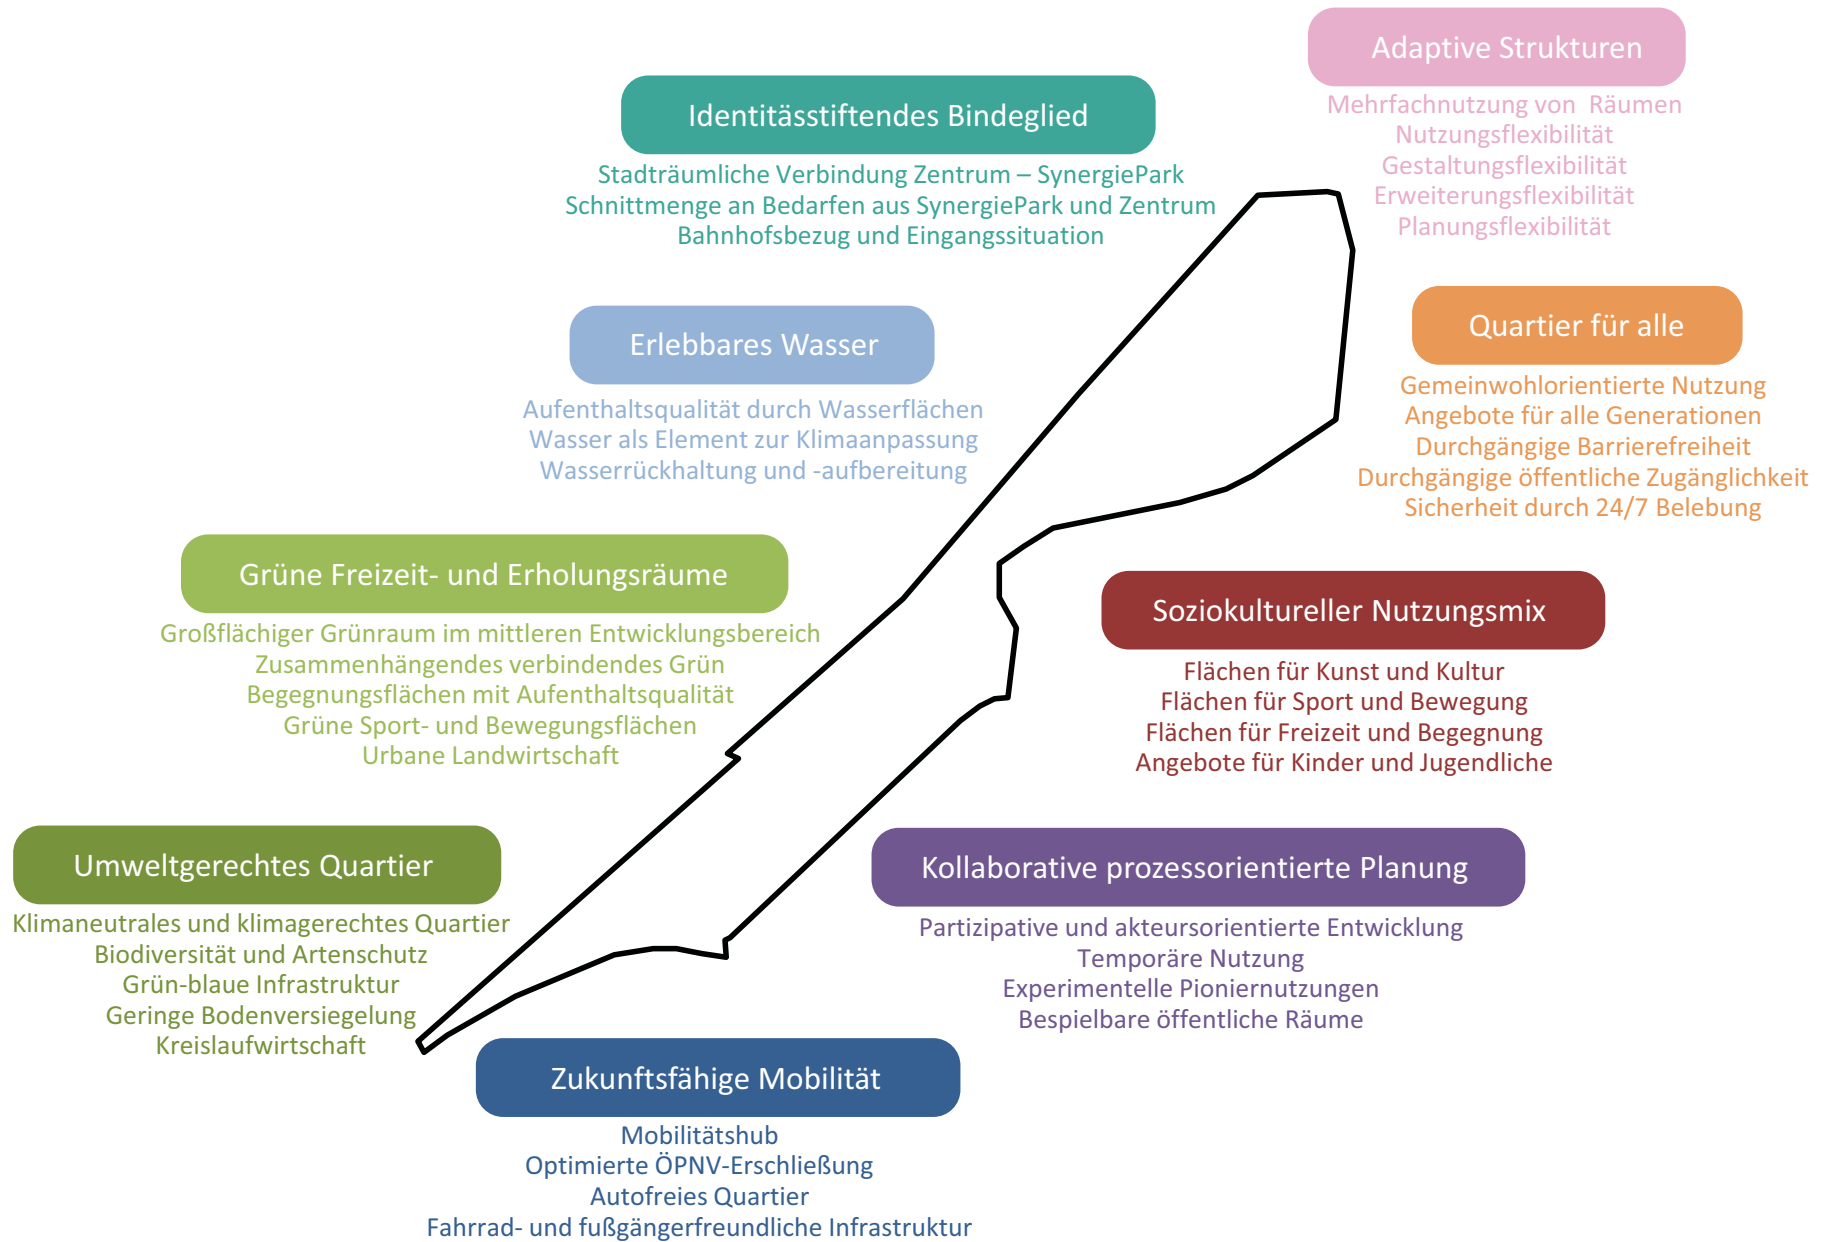 Adaptive Strukturen
Mehrfachnutzung von Räumen
Nutzungsflexibilität
Gestaltungsflexibilität
Erweiterungsflexibilität
Planungsflexibilität
Identitässtiftendes Bindeglied
Stadträumliche Verbindung Zentrum – SynergiePark
Schnittmenge an Bedarfen aus SynergiePark und Zentrum
Bahnhofsbezug und Eingangssituation
Quartier für alle
Gemeinwohlorientierte Nutzung
Angebote für alle Generationen
Durchgängige Barrierefreiheit
Durchgängige öffentliche Zugänglichkeit
Sicherheit durch 24/7 Belebung
Erlebbares Wasser
Aufenthaltsqualität durch Wasserflächen
Wasser als Element zur Klimaanpassung
Wasserrückhaltung und -aufbereitung
Grüne Freizeit- und Erholungsräume
Großflächiger Grünraum im mittleren Entwicklungsbereich
Zusammenhängendes verbindendes Grün
Begegnungsflächen mit Aufenthaltsqualität
Grüne Sport- und Bewegungsflächen
Urbane Landwirtschaft
Soziokultureller Nutzungsmix
Flächen für Kunst und Kultur
Flächen für Sport und Bewegung
Flächen für Freizeit und Begegnung
Angebote für Kinder und Jugendliche
Umweltgerechtes Quartier
Klimaneutrales und klimagerechtes Quartier
Biodiversität und Artenschutz
Grün-blaue Infrastruktur
Geringe Bodenversiegelung
Kreislaufwirtschaft
Kollaborative prozessorientierte Planung
Partizipative und akteursorientierte Entwicklung
Temporäre Nutzung
Experimentelle Pioniernutzungen
Bespielbare öffentliche Räume
Zukunftsfähige Mobilität
Mobilitätshub
Optimierte ÖPNV-Erschließung
Autofreies Quartier
Fahrrad- und fußgängerfreundliche Infrastruktur